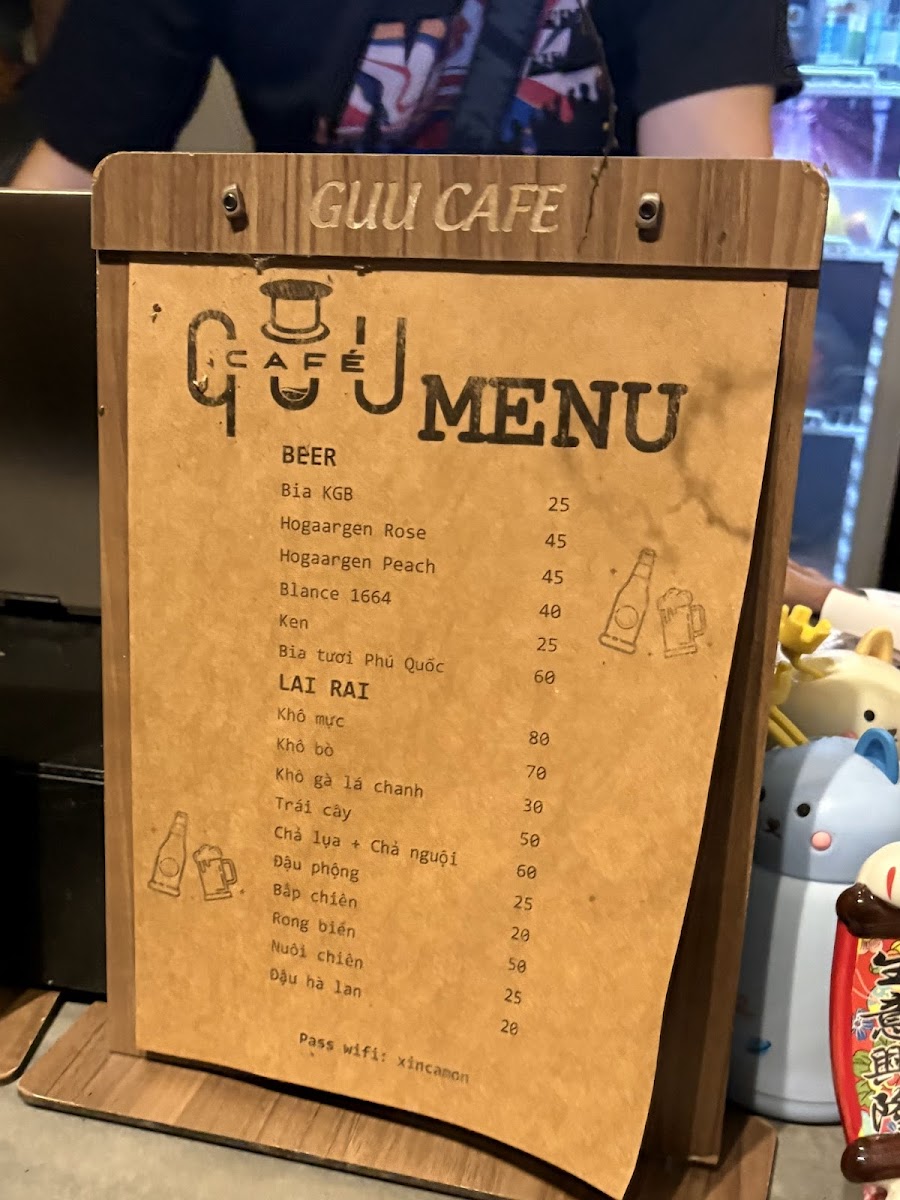 GUU CAFE
GUU
CAFÉ
MENU
BEER
Bia KGB 25
Hogaargen Rose 45
Hogaargen Peach 45
Blance 1664 40
Ken 25
Bia tươi Phú Quốc 60
LAI RAI
Khô mực 80
Khô bò 70
Khô gà lá chanh 30
Trái cây 50
Chả lụa + Chả nguội 60
Đậu phộng 25
Bắp chiên 20
Rong biển 50
Nuôi chiên 25
Đậu hà lan 20
Pass wifi: xincamon